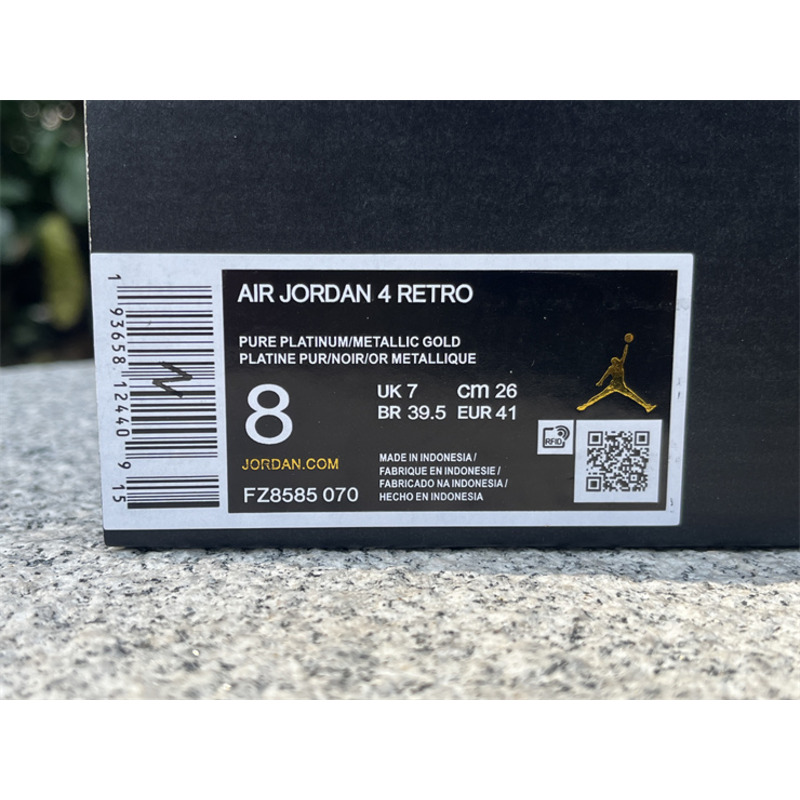 AIR JORDAN 4 RETRO
PURE PLATINUM/METALLIC GOLD
PLATINE PUR/NOIR/OR METALLIQUE
8
UK 7 cm 26
BR 39.5 EUR 41
JORDAN.COM
FZ8585 070
MADE IN INDONESIA /
FABRIQUE EN INDONESIE /
FABRICADO NA INDONESIA /
HECHO EN INDONESIA
RFID
1 93658 12440 9 15
N